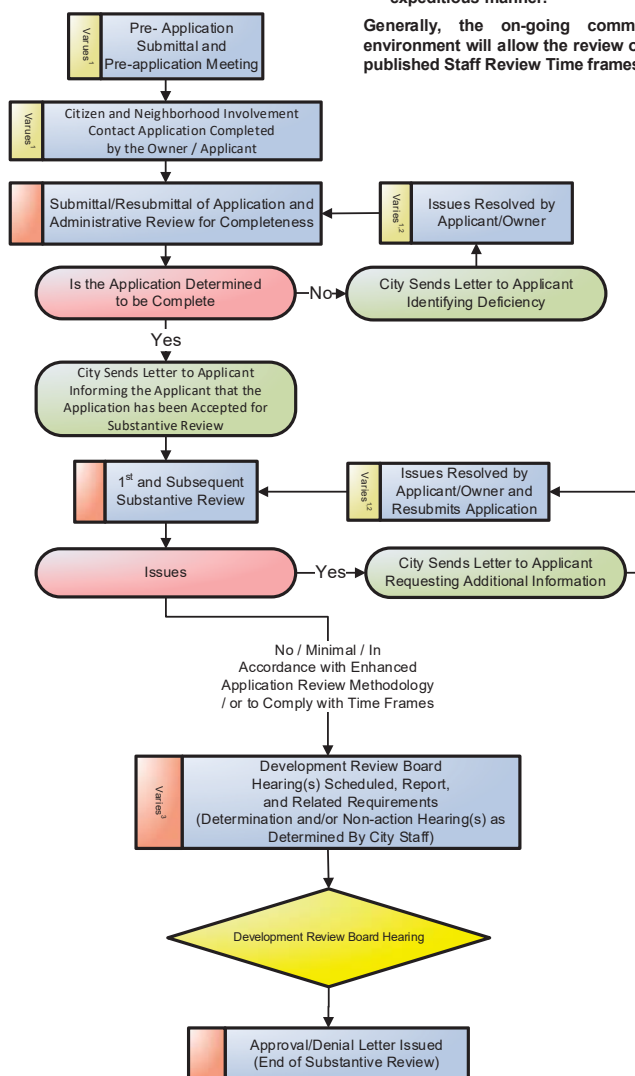 expeditious manner.
Generally, the on-going comm
environment will allow the review o
published Staff Review Time frames
Pre- Application
Submittal and
Pre-application Meeting
Varues¹
Citizen and Neighborhood Involvement
Contact Application Completed
by the Owner / Applicant
Varues¹
Submittal/Resubmittal of Application and
Administrative Review for Completeness
Issues Resolved by
Applicant/Owner
Varies¹,²
Is the Application Determined
to be Complete
No
City Sends Letter to Applicant
Identifying Deficiency
Yes
City Sends Letter to Applicant
Informing the Applicant that the
Application has been Accepted for
Substantive Review
1st and Subsequent
Substantive Review
Issues Resolved by
Applicant/Owner and
Resubmits Application
Varies¹,²
Issues
Yes
City Sends Letter to Applicant
Requesting Additional Information
No / Minimal / In
Accordance with Enhanced
Application Review Methodology
/ or to Comply with Time Frames
Development Review Board
Hearing(s) Scheduled, Report,
and Related Requirements
(Determination and/or Non-action Hearing(s) as
Determined By City Staff)
Varies³
Development Review Board Hearing
Approval/Denial Letter Issued
(End of Substantive Review)